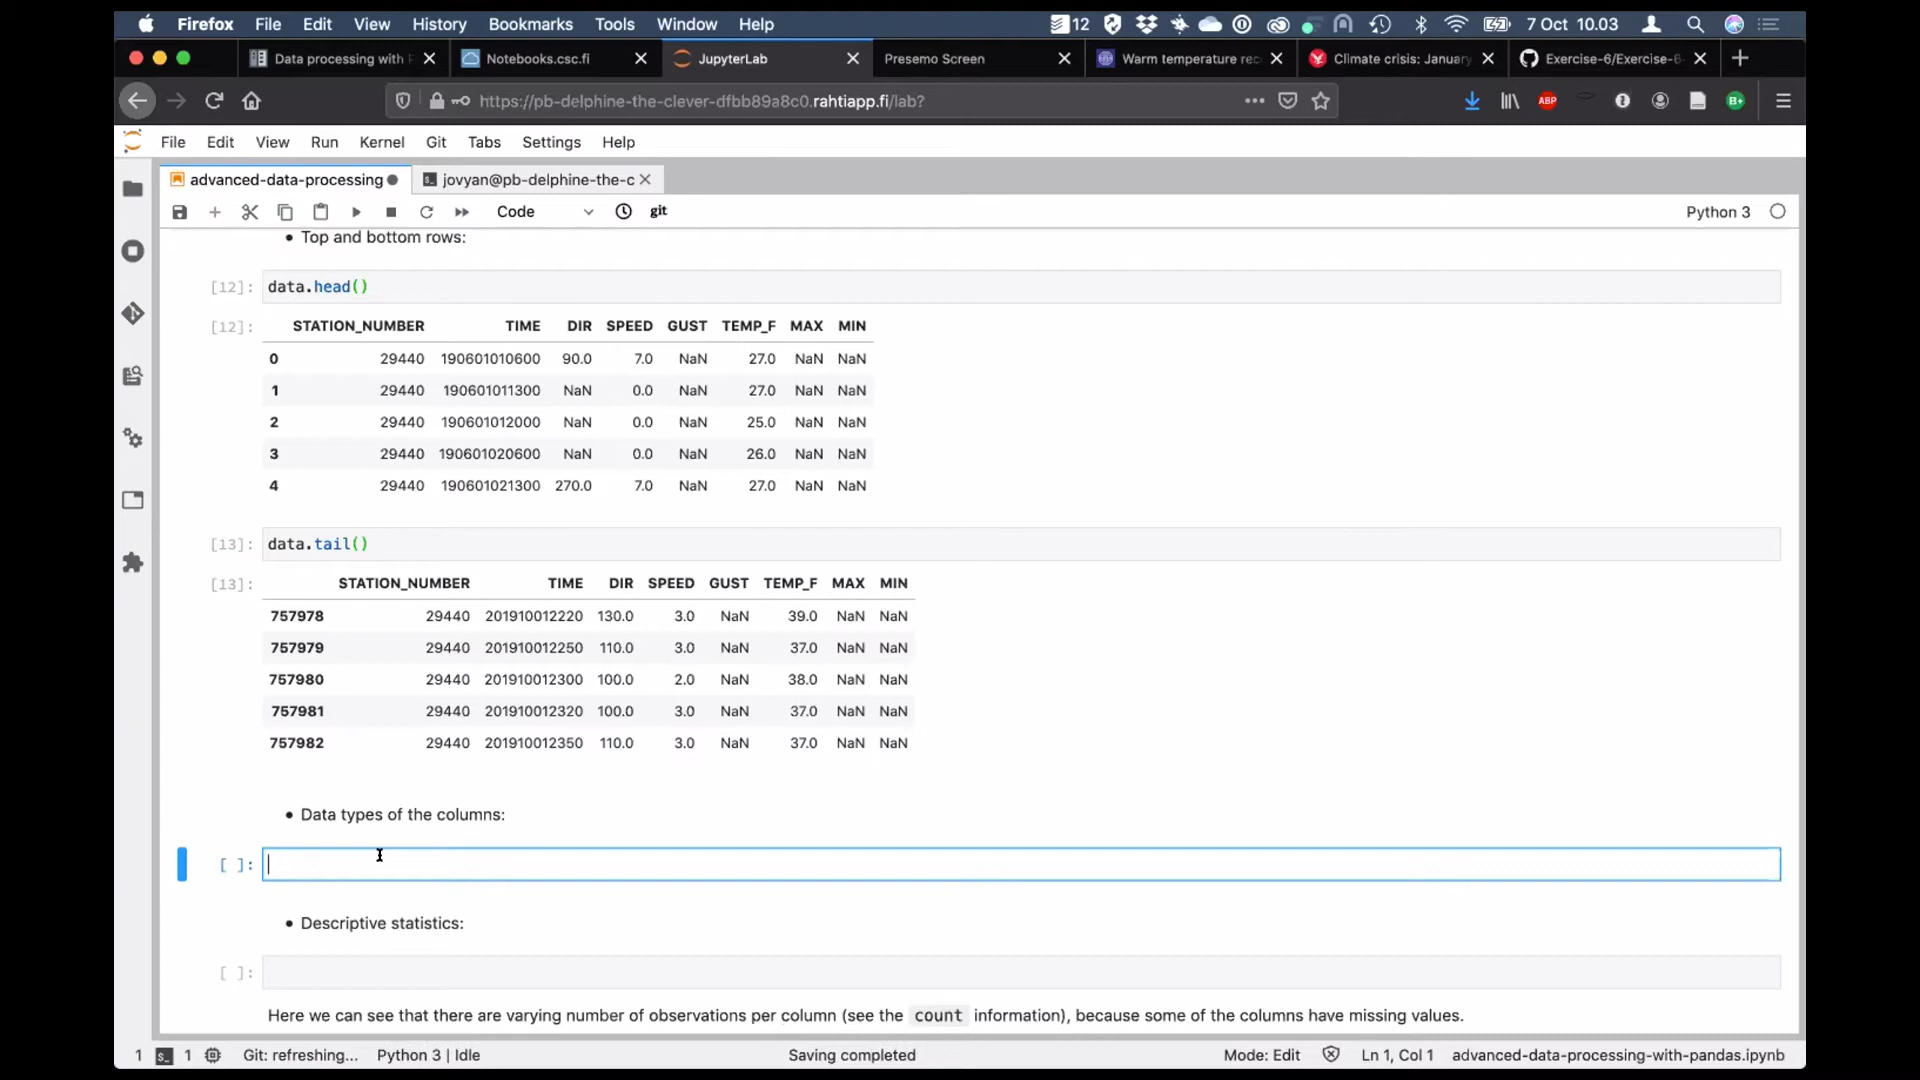 Firefox File Edit View History Bookmarks Tools Window Help 12 7 Oct 10.03
Data processing with P Notebooks.csc.fi JupyterLab Presemo Screen Warm temperature rec Climate crisis: January Exercise-6/Exercise-6-
https://pb-delphine-the-clever-dfbb89a8c0.rahtiapp.fi/lab? ABP B+
File Edit View Run Kernel Git Tabs Settings Help
advanced-data-processing jovyan@pb-delphine-the-c
Code git Python 3
• Top and bottom rows:
[12]: data.head()
[12]: STATION_NUMBER TIME DIR SPEED GUST TEMP_F MAX MIN
0 29440 190601010600 90.0 7.0 NaN 27.0 NaN NaN
1 29440 190601011300 NaN 0.0 NaN 27.0 NaN NaN
2 29440 190601012000 NaN 0.0 NaN 25.0 NaN NaN
3 29440 190601020600 NaN 0.0 NaN 26.0 NaN NaN
4 29440 190601021300 270.0 7.0 NaN 27.0 NaN NaN
[13]: data.tail()
[13]: STATION_NUMBER TIME DIR SPEED GUST TEMP_F MAX MIN
757978 29440 201910012220 130.0 3.0 NaN 39.0 NaN NaN
757979 29440 201910012250 110.0 3.0 NaN 37.0 NaN NaN
757980 29440 201910012300 100.0 2.0 NaN 38.0 NaN NaN
757981 29440 201910012320 100.0 3.0 NaN 37.0 NaN NaN
757982 29440 201910012350 110.0 3.0 NaN 37.0 NaN NaN
• Data types of the columns:
[ ]:
• Descriptive statistics:
[ ]:
Here we can see that there are varying number of observations per column (see the count information), because some of the columns have missing values.
1 1 Git: refreshing... Python 3 | Idle Saving completed Mode: Edit Ln 1, Col 1 advanced-data-processing-with-pandas.ipynb